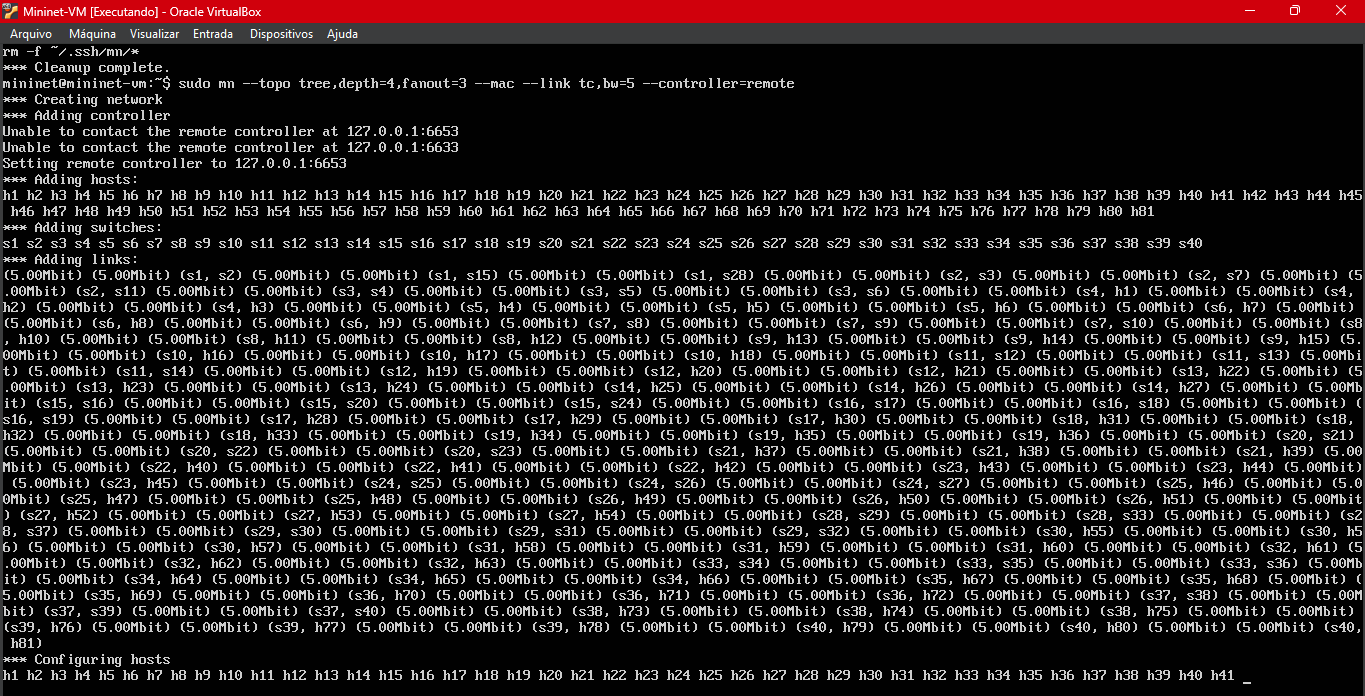 Mininet-VM [Executando] - Oracle VirtualBox
Arquivo Máquina Visualizar Entrada Dispositivos Ajuda
rm -f ~/.ssh/mn/*
*** Cleanup complete.
mininet@mininet-vm:~$ sudo mn --topo tree,depth=4,fanout=3 --mac --link tc,bw=5 --controller=remote
*** Creating network
*** Adding controller
Unable to contact the remote controller at 127.0.0.1:6653
Unable to contact the remote controller at 127.0.0.1:6633
Setting remote controller to 127.0.0.1:6653
*** Adding hosts:
h1 h2 h3 h4 h5 h6 h7 h8 h9 h10 h11 h12 h13 h14 h15 h16 h17 h18 h19 h20 h21 h22 h23 h24 h25 h26 h27 h28 h29 h30 h31 h32 h33 h34 h35 h36 h37 h38 h39 h40 h41 h42 h43 h44 h45
 h46 h47 h48 h49 h50 h51 h52 h53 h54 h55 h56 h57 h58 h59 h60 h61 h62 h63 h64 h65 h66 h67 h68 h69 h70 h71 h72 h73 h74 h75 h76 h77 h78 h79 h80 h81
*** Adding switches:
s1 s2 s3 s4 s5 s6 s7 s8 s9 s10 s11 s12 s13 s14 s15 s16 s17 s18 s19 s20 s21 s22 s23 s24 s25 s26 s27 s28 s29 s30 s31 s32 s33 s34 s35 s36 s37 s38 s39 s40
*** Adding links:
(5.00Mbit) (5.00Mbit) (s1, s2) (5.00Mbit) (5.00Mbit) (s1, s15) (5.00Mbit) (5.00Mbit) (s1, s28) (5.00Mbit) (5.00Mbit) (s2, s3) (5.00Mbit) (5.00Mbit) (s2, s7) (5.00Mbit) (5
.00Mbit) (s2, s11) (5.00Mbit) (5.00Mbit) (s3, s4) (5.00Mbit) (5.00Mbit) (s3, s5) (5.00Mbit) (5.00Mbit) (s3, s6) (5.00Mbit) (5.00Mbit) (s4, h1) (5.00Mbit) (5.00Mbit) (s4, 
h2) (5.00Mbit) (5.00Mbit) (s4, h3) (5.00Mbit) (5.00Mbit) (s5, h4) (5.00Mbit) (5.00Mbit) (s5, h5) (5.00Mbit) (5.00Mbit) (s5, h6) (5.00Mbit) (5.00Mbit) (s6, h7) (5.00Mbit) 
(5.00Mbit) (s6, h8) (5.00Mbit) (5.00Mbit) (s6, h9) (5.00Mbit) (5.00Mbit) (s7, s8) (5.00Mbit) (5.00Mbit) (s7, s9) (5.00Mbit) (5.00Mbit) (s7, s10) (5.00Mbit) (5.00Mbit) (s8
, h10) (5.00Mbit) (5.00Mbit) (s8, h11) (5.00Mbit) (5.00Mbit) (s8, h12) (5.00Mbit) (5.00Mbit) (s9, h13) (5.00Mbit) (5.00Mbit) (s9, h14) (5.00Mbit) (5.00Mbit) (s9, h15) (5.
00Mbit) (5.00Mbit) (s10, h16) (5.00Mbit) (5.00Mbit) (s10, h17) (5.00Mbit) (5.00Mbit) (s10, h18) (5.00Mbit) (5.00Mbit) (s11, s12) (5.00Mbit) (5.00Mbit) (s11, s13) (5.00Mbi
t) (5.00Mbit) (s11, s14) (5.00Mbit) (5.00Mbit) (s12, h19) (5.00Mbit) (5.00Mbit) (s12, h20) (5.00Mbit) (5.00Mbit) (s12, h21) (5.00Mbit) (5.00Mbit) (s13, h22) (5.00Mbit) (5
.00Mbit) (s13, h23) (5.00Mbit) (5.00Mbit) (s13, h24) (5.00Mbit) (5.00Mbit) (s14, h25) (5.00Mbit) (5.00Mbit) (s14, h26) (5.00Mbit) (5.00Mbit) (s14, h27) (5.00Mbit) (5.00Mb
it) (s15, s16) (5.00Mbit) (5.00Mbit) (s15, s20) (5.00Mbit) (5.00Mbit) (s15, s24) (5.00Mbit) (5.00Mbit) (s16, s17) (5.00Mbit) (5.00Mbit) (s16, s18) (5.00Mbit) (5.00Mbit) (
s16, s19) (5.00Mbit) (5.00Mbit) (s17, h28) (5.00Mbit) (5.00Mbit) (s17, h29) (5.00Mbit) (5.00Mbit) (s17, h30) (5.00Mbit) (5.00Mbit) (s18, h31) (5.00Mbit) (5.00Mbit) (s18, 
h32) (5.00Mbit) (5.00Mbit) (s18, h33) (5.00Mbit) (5.00Mbit) (s19, h34) (5.00Mbit) (5.00Mbit) (s19, h35) (5.00Mbit) (5.00Mbit) (s19, h36) (5.00Mbit) (5.00Mbit) (s20, s21) 
(5.00Mbit) (5.00Mbit) (s20, s22) (5.00Mbit) (5.00Mbit) (s20, s23) (5.00Mbit) (5.00Mbit) (s21, h37) (5.00Mbit) (5.00Mbit) (s21, h38) (5.00Mbit) (5.00Mbit) (s21, h39) (5.00
Mbit) (5.00Mbit) (s22, h40) (5.00Mbit) (5.00Mbit) (s22, h41) (5.00Mbit) (5.00Mbit) (s22, h42) (5.00Mbit) (5.00Mbit) (s23, h43) (5.00Mbit) (5.00Mbit) (s23, h44) (5.00Mbit)
 (5.00Mbit) (s23, h45) (5.00Mbit) (5.00Mbit) (s24, s25) (5.00Mbit) (5.00Mbit) (s24, s26) (5.00Mbit) (5.00Mbit) (s24, s27) (5.00Mbit) (5.00Mbit) (s25, h46) (5.00Mbit) (5.0
0Mbit) (s25, h47) (5.00Mbit) (5.00Mbit) (s25, h48) (5.00Mbit) (5.00Mbit) (s26, h49) (5.00Mbit) (5.00Mbit) (s26, h50) (5.00Mbit) (5.00Mbit) (s26, h51) (5.00Mbit) (5.00Mbit
) (s27, h52) (5.00Mbit) (5.00Mbit) (s27, h53) (5.00Mbit) (5.00Mbit) (s27, h54) (5.00Mbit) (5.00Mbit) (s28, s29) (5.00Mbit) (5.00Mbit) (s28, s33) (5.00Mbit) (5.00Mbit) (s2
8, s37) (5.00Mbit) (5.00Mbit) (s29, s30) (5.00Mbit) (5.00Mbit) (s29, s31) (5.00Mbit) (5.00Mbit) (s29, s32) (5.00Mbit) (5.00Mbit) (s30, h55) (5.00Mbit) (5.00Mbit) (s30, h5
6) (5.00Mbit) (5.00Mbit) (s30, h57) (5.00Mbit) (5.00Mbit) (s31, h58) (5.00Mbit) (5.00Mbit) (s31, h59) (5.00Mbit) (5.00Mbit) (s31, h60) (5.00Mbit) (5.00Mbit) (s32, h61) (5
.00Mbit) (5.00Mbit) (s32, h62) (5.00Mbit) (5.00Mbit) (s32, h63) (5.00Mbit) (5.00Mbit) (s33, s34) (5.00Mbit) (5.00Mbit) (s33, s35) (5.00Mbit) (5.00Mbit) (s33, s36) (5.00Mb
it) (5.00Mbit) (s34, h64) (5.00Mbit) (5.00Mbit) (s34, h65) (5.00Mbit) (5.00Mbit) (s34, h66) (5.00Mbit) (5.00Mbit) (s35, h67) (5.00Mbit) (5.00Mbit) (s35, h68) (5.00Mbit) (
5.00Mbit) (s35, h69) (5.00Mbit) (5.00Mbit) (s36, h70) (5.00Mbit) (5.00Mbit) (s36, h71) (5.00Mbit) (5.00Mbit) (s36, h72) (5.00Mbit) (5.00Mbit) (s37, s38) (5.00Mbit) (5.00M
bit) (s37, s39) (5.00Mbit) (5.00Mbit) (s37, s40) (5.00Mbit) (5.00Mbit) (s38, h73) (5.00Mbit) (5.00Mbit) (s38, h74) (5.00Mbit) (5.00Mbit) (s38, h75) (5.00Mbit) (5.00Mbit) 
(s39, h76) (5.00Mbit) (5.00Mbit) (s39, h77) (5.00Mbit) (5.00Mbit) (s39, h78) (5.00Mbit) (5.00Mbit) (s40, h79) (5.00Mbit) (5.00Mbit) (s40, h80) (5.00Mbit) (5.00Mbit) (s40,
 h81)
*** Configuring hosts
h1 h2 h3 h4 h5 h6 h7 h8 h9 h10 h11 h12 h13 h14 h15 h16 h17 h18 h19 h20 h21 h22 h23 h24 h25 h26 h27 h28 h29 h30 h31 h32 h33 h34 h35 h36 h37 h38 h39 h40 h41 _